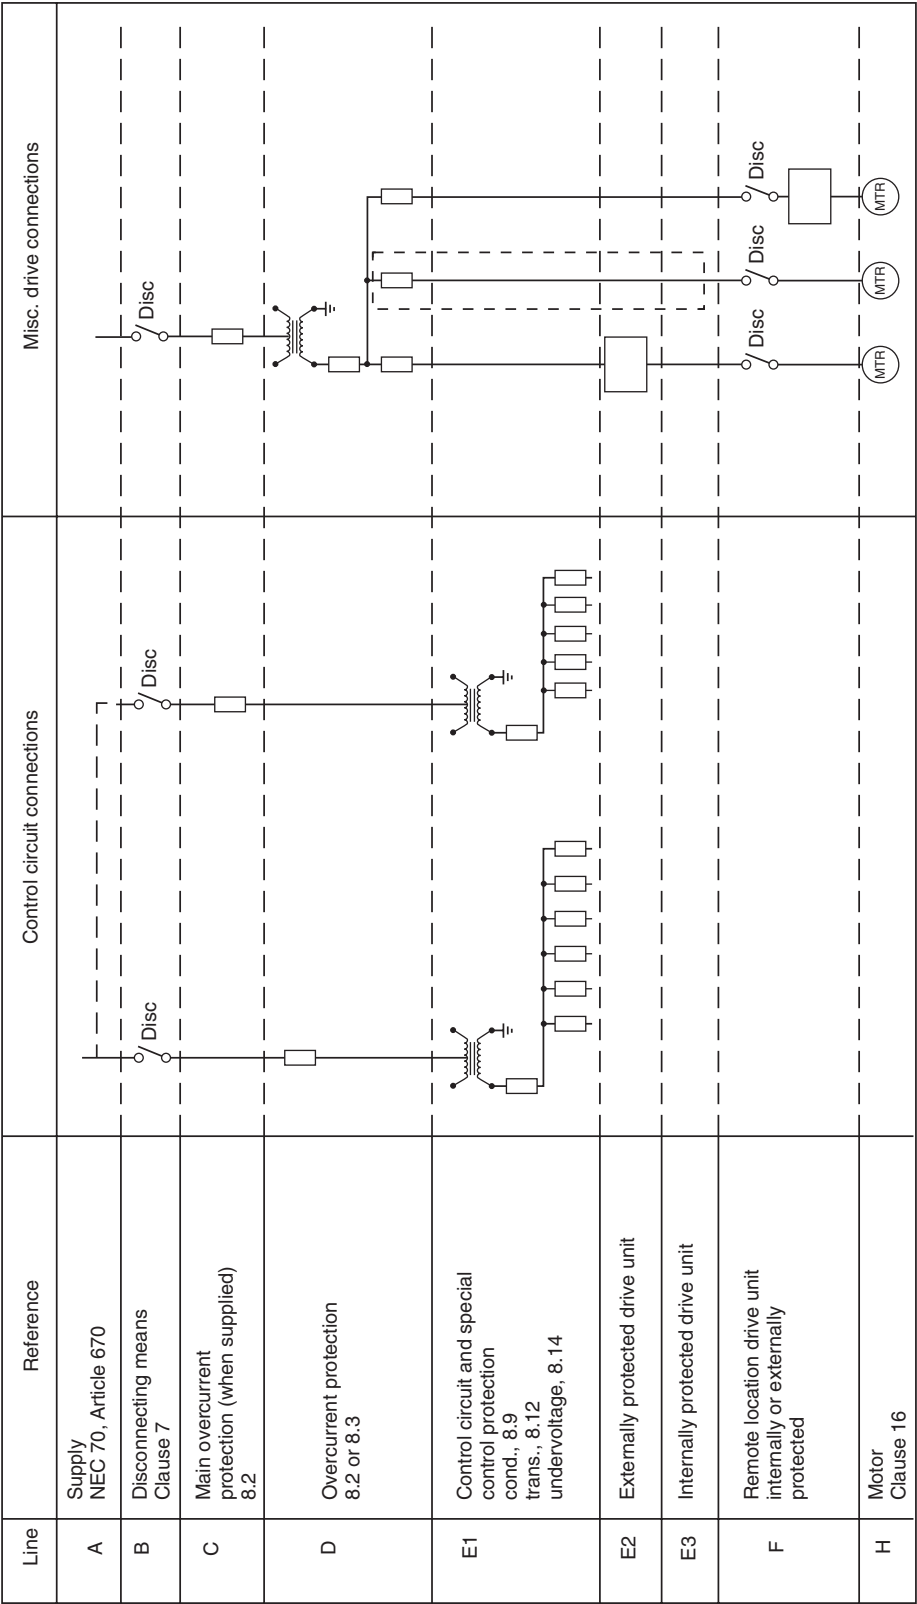 Line
Reference
Control circuit connections
Misc. drive connections
A
Supply
NEC 70, Article 670
B
Disconnecting means
Clause 7
Disc
Disc
Disc
C
Main overcurrent
protection (when supplied)
8.2
D
Overcurrent protection
8.2 or 8.3
E1
Control circuit and special
control protection
cond., 8.9
trans., 8.12
undervoltage, 8.14
E2
Externally protected drive unit
E3
Internally protected drive unit
F
Remote location drive unit
internally or externally
protected
Disc
Disc
Disc
H
Motor
Clause 16
MTR
MTR
MTR